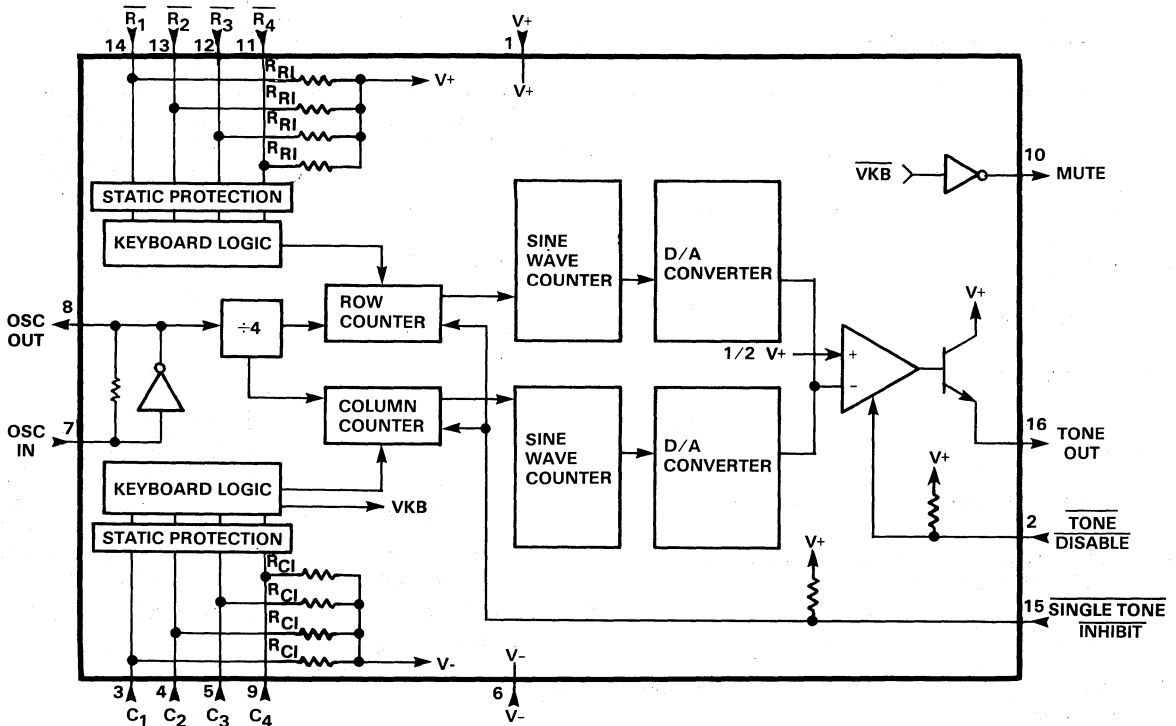 R1 R2 R3 R4
14 13 12 11
V+
1
V+
RRI
V+
RRI
RRI
RRI
STATIC PROTECTION
KEYBOARD LOGIC
VKB
10
MUTE
SINE
WAVE
COUNTER
D/A
CONVERTER
8
OSC
OUT
÷4
ROW
COUNTER
V+
1/2 V+
+
−
COLUMN
COUNTER
7
OSC
IN
SINE
WAVE
COUNTER
D/A
CONVERTER
16
TONE
OUT
KEYBOARD LOGIC
VKB
V+
2
TONE
DISABLE
STATIC PROTECTION
V+
RCI
RCI
RCI
RCI
V-
15
SINGLE TONE
INHIBIT
V−
6
V−
3 4 5 9
C1 C2 C3 C4